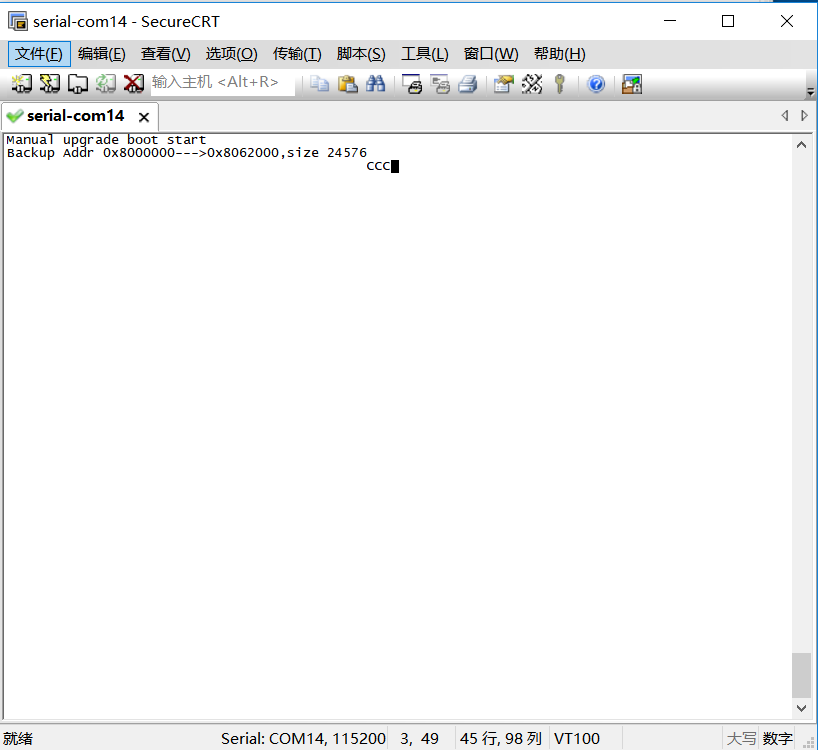 serial-com14 - SecureCRT
文件(F) 编辑(E) 查看(V) 选项(O) 传输(T) 脚本(S) 工具(L) 窗口(W) 帮助(H)
输入主机 <Alt+R>
serial-com14
Manual upgrade boot start
Backup Addr 0x8000000--->0x8062000,size 24576
CCC
就绪 Serial: COM14, 115200 3, 49 45 行, 98 列 VT100 大写 数字